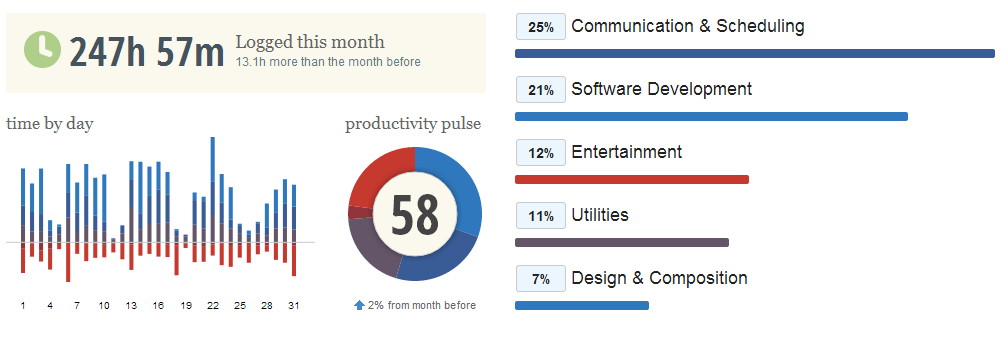 247h 57m
Logged this month
13.1h more than the month before
time by day
productivity pulse
58
1 4 7 10 13 16 19 22 25 28 31
2% from month before
25% Communication & Scheduling
21% Software Development
12% Entertainment
11% Utilities
7% Design & Composition